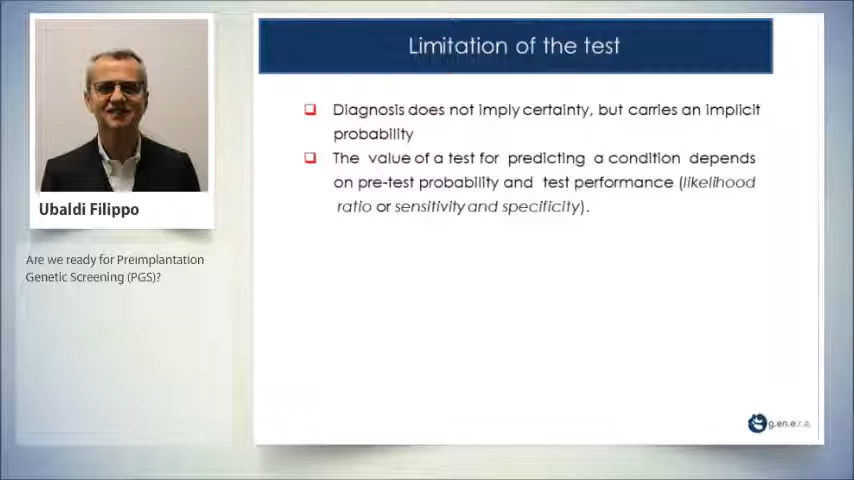 Limitation of the test
Diagnosis does not imply certainty, but carries an implicit
probability
The value of a test for predicting a condition depends
on pre-test probability and test performance (likelihood
ratio or sensitivity and specificity).
Ubaldi Filippo
Are we ready for Preimplantation
Genetic Screening (PGS)?
g.en.e.r.a.